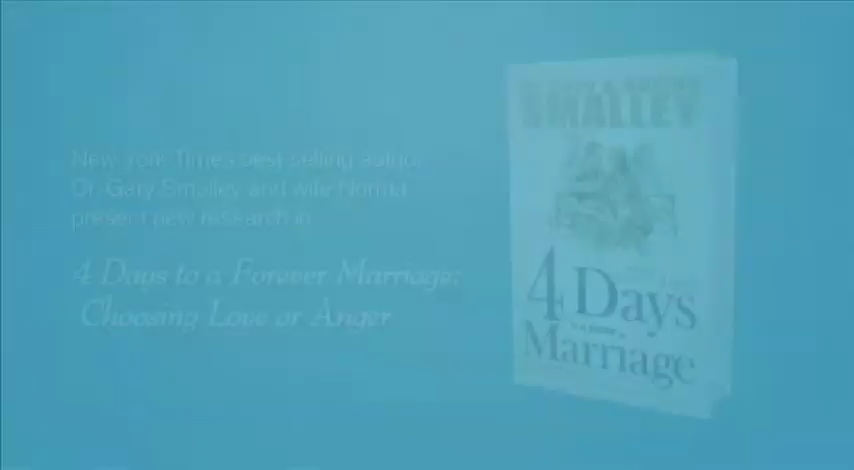 New York Times best-selling author
Dr. Gary Smalley and wife Norma
present new research in
4 Days to a Forever Marriage:
Choosing Love or Anger
SMALLEY
4 Days
Marriage